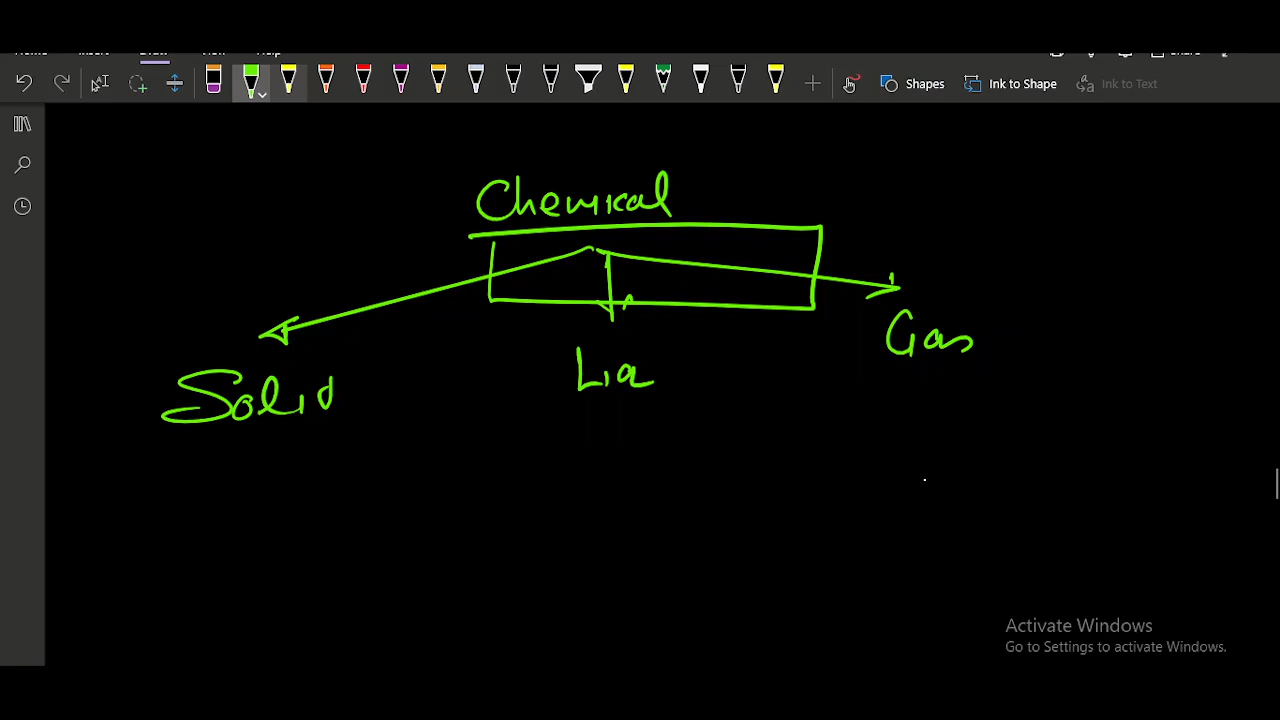 Shapes
Ink to Shape
Ink to Text
Chemical
Solid
Liq
Gas
Activate Windows
Go to Settings to activate Windows.